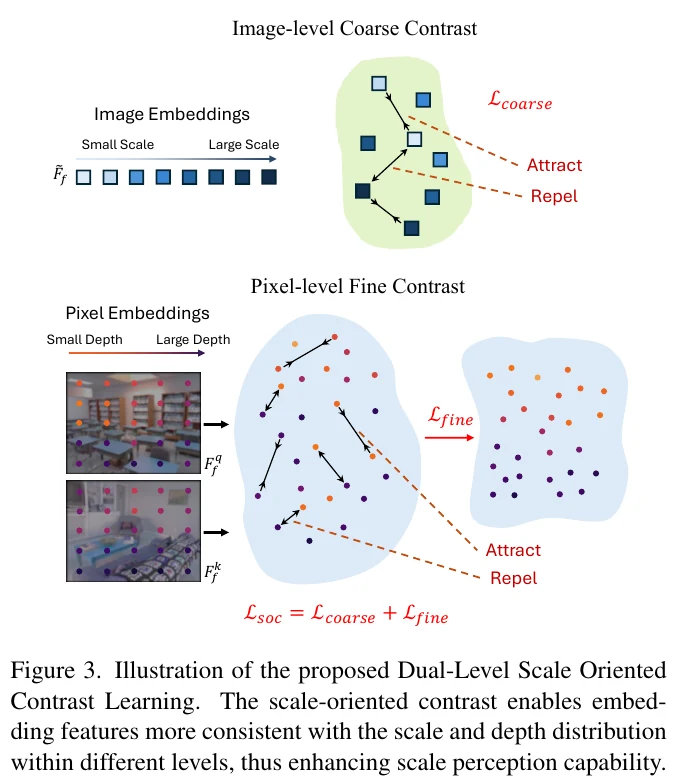 Image-level Coarse Contrast
Image Embeddings
Small Scale Large Scale
F̃_f
ℒ_coarse
Attract
Repel
Pixel-level Fine Contrast
Pixel Embeddings
Small Depth Large Depth
F_f^q
F_f^k
ℒ_fine
Attract
Repel
ℒ_soc = ℒ_coarse + ℒ_fine
Figure 3. Illustration of the proposed Dual-Level Scale Oriented
Contrast Learning. The scale-oriented contrast enables embed-
ding features more consistent with the scale and depth distribution
within different levels, thus enhancing scale perception capability.